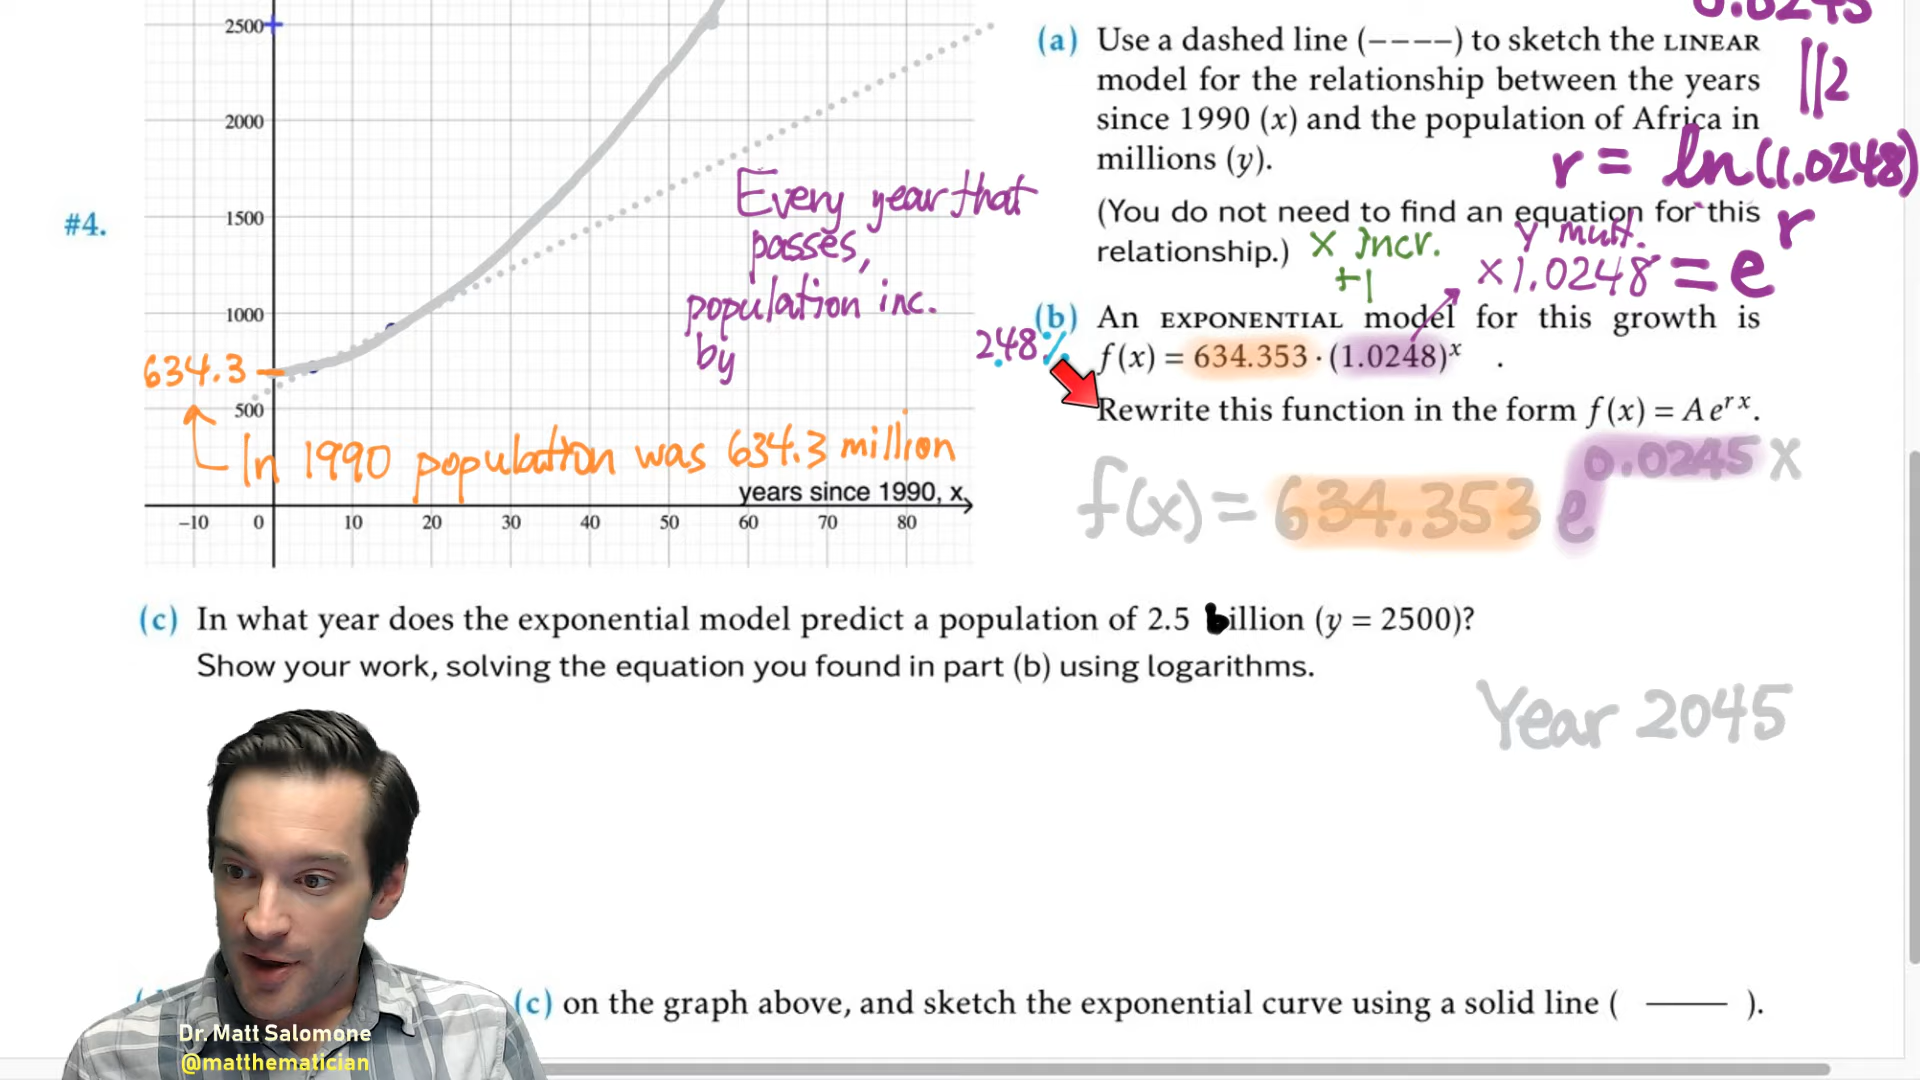 #4.
2500
2000
1500
1000
500
634.3
-10 0 10 20 30 40 50 60 70 80
years since 1990, x
Every year that
passes,
population inc.
by
2.48%
In 1990 population was 634.3 million
(a) Use a dashed line (----) to sketch the LINEAR
model for the relationship between the years
since 1990 (x) and the population of Africa in
millions (y).
(You do not need to find an equation for this
relationship.)
r = ln(1.0248)
x incr.
+1
y mult.
×1.0248 = e^r
(b) An EXPONENTIAL model for this growth is
f(x) = 634.353 · (1.0248)^x .
Rewrite this function in the form f(x) = A e^{rx}.
f(x) = 634.353 e^{0.0245x}
(c) In what year does the exponential model predict a population of 2.5 billion (y = 2500)?
Show your work, solving the equation you found in part (b) using logarithms.
Year 2045
(c) on the graph above, and sketch the exponential curve using a solid line ( —— ).
Dr. Matt Salomone
@matthematician